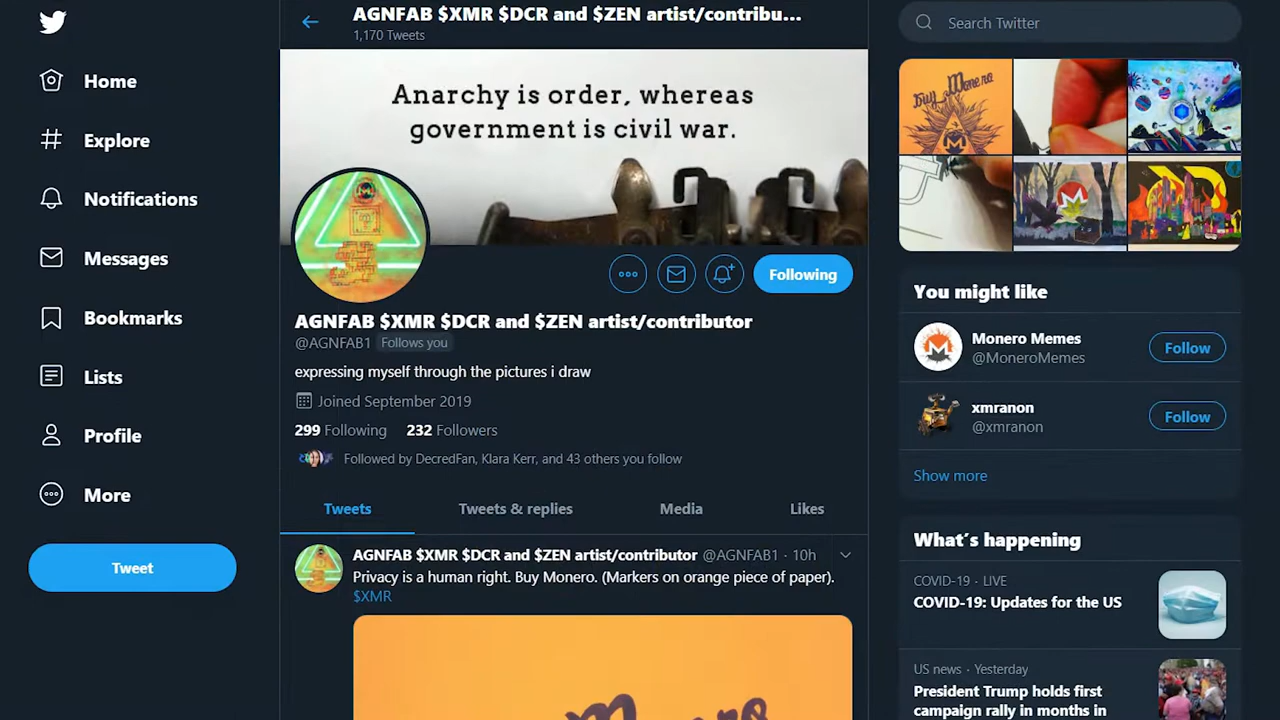 Home
Explore
Notifications
Messages
Bookmarks
Lists
Profile
More
Tweet
AGNFAB $XMR $DCR and $ZEN artist/contribu...
1,170 Tweets
Anarchy is order, whereas
government is civil war.
Following
AGNFAB $XMR $DCR and $ZEN artist/contributor
@AGNFAB1 Follows you
expressing myself through the pictures i draw
Joined September 2019
299 Following 232 Followers
Followed by DecredFan, Klara Kerr, and 43 others you follow
Tweets Tweets & replies Media Likes
AGNFAB $XMR $DCR and $ZEN artist/contributor @AGNFAB1 · 10h
Privacy is a human right. Buy Monero. (Markers on orange piece of paper).
$XMR
Monero
Search Twitter
Buy Monero
You might like
Monero Memes
@MoneroMemes
Follow
xmranon
@xmranon
Follow
Show more
What's happening
COVID-19 · LIVE
COVID-19: Updates for the US
US news · Yesterday
President Trump holds first
campaign rally in months in